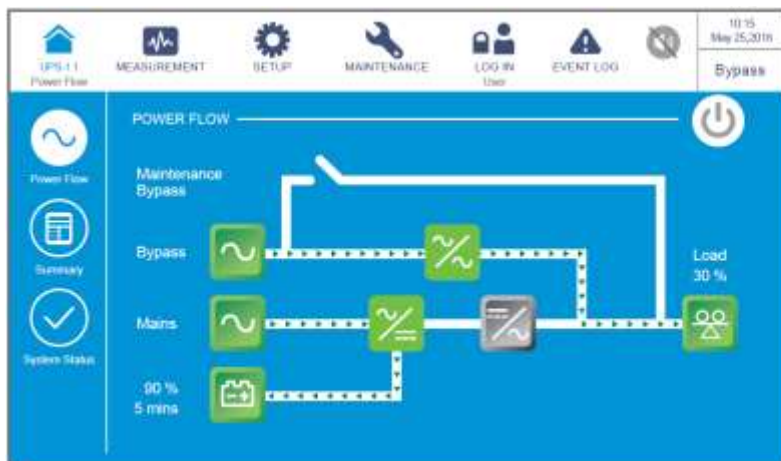 UPS-1.1
Power Flow
MEASUREMENT
SETUP
MAINTENANCE
LOG IN
User
EVENT LOG
10:15
May 25,2016
Bypass
POWER FLOW
Power Flow
Summary
System Status
Maintenance
Bypass
Bypass
Mains
90 %
5 mins
Load
30 %